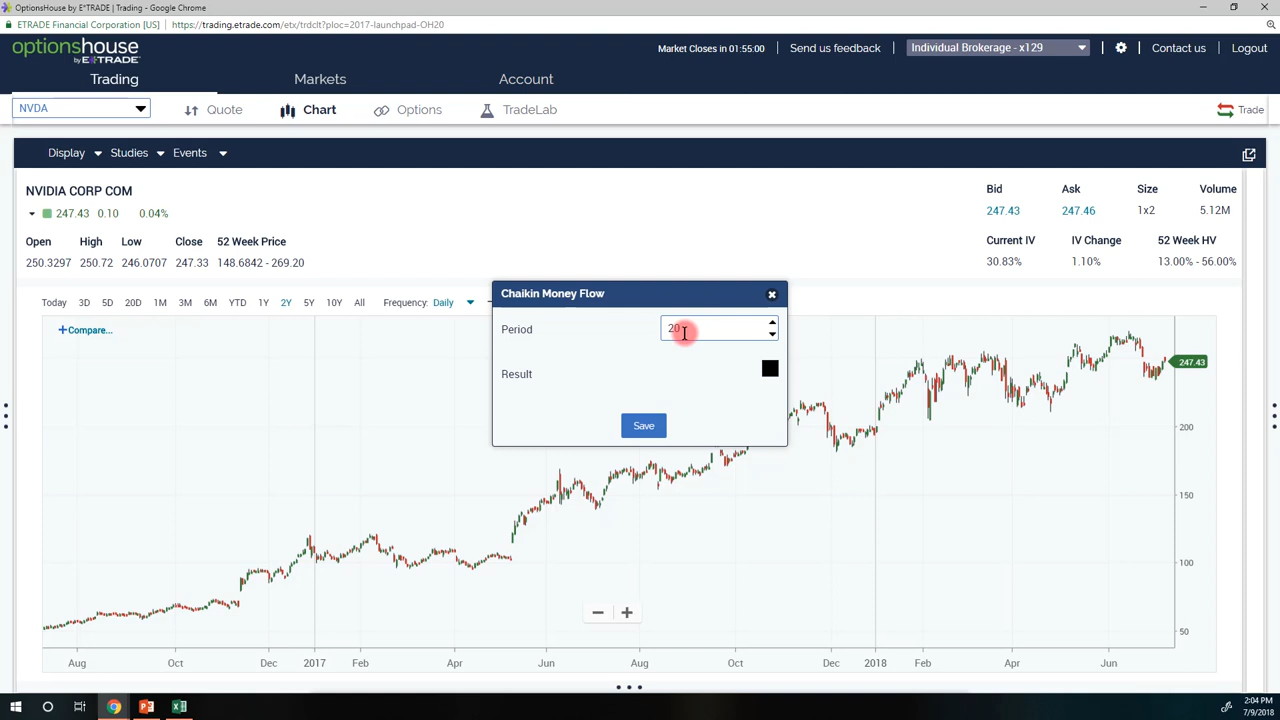 OptionsHouse by E*TRADE | Trading - Google Chrome
ETRADE Financial Corporation [US] https://trading.etrade.com/etx/trdclt?ploc=2017-launchpad-OH20
optionshouse
by E*TRADE
Market Closes in 01:55:00 Send us feedback Individual Brokerage - x129 Contact us Logout
Trading Markets Account
NVDA Quote Chart Options TradeLab Trade
Display Studies Events
NVIDIA CORP COM
247.43 0.10 0.04%
Open High Low Close 52 Week Price
250.3297 250.72 246.0707 247.33 148.6842 - 269.20
Bid Ask Size Volume
247.43 247.46 1x2 5.12M
Current IV IV Change 52 Week HV
30.83% 1.10% 13.00% - 56.00%
Today 3D 5D 20D 1M 3M 6M YTD 1Y 2Y 5Y 10Y All Frequency: Daily
Compare...
Chaikin Money Flow
Period 20
Result
Save
247.43
200
150
100
50
Aug Oct Dec 2017 Feb Apr Jun Aug Oct Dec 2018 Feb Apr Jun
2:04 PM
7/9/2018